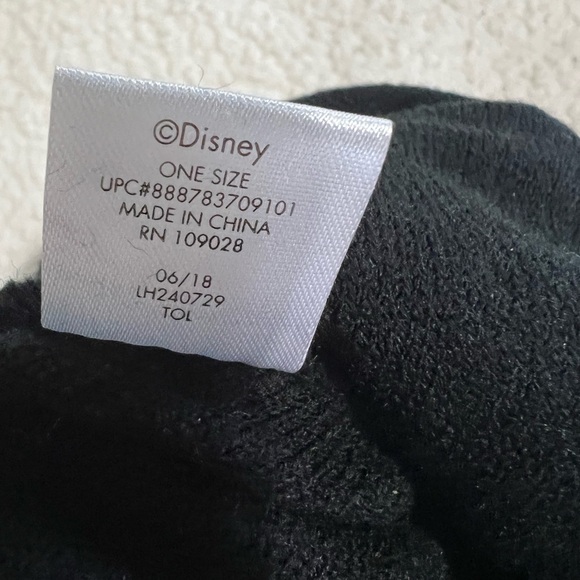 ©Disney
ONE SIZE
UPC#888783709101
MADE IN CHINA
RN 109028
06/18
LH240729
TOL